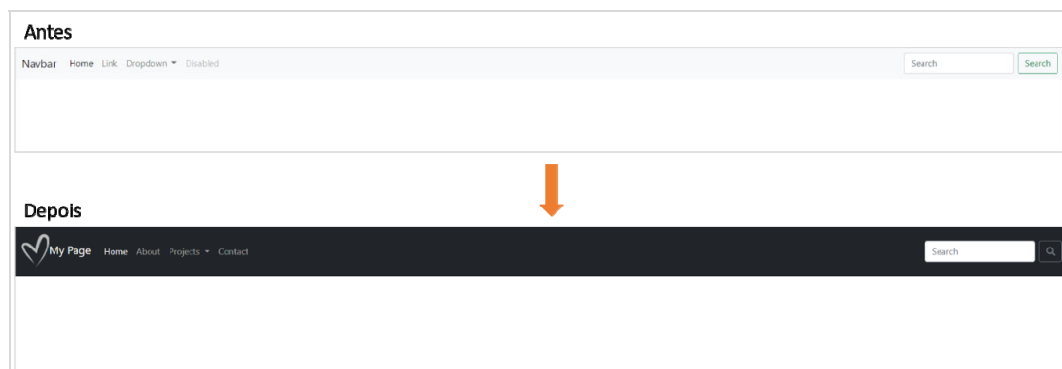 Antes
Navbar Home Link Dropdown Disabled Search Search
Depois
My Page Home About Projects Contact Search